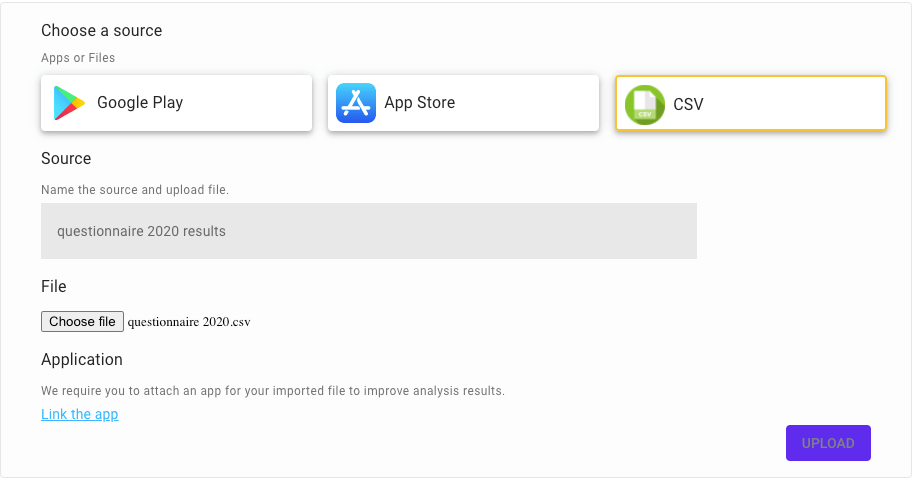 Choose a source
Apps or Files
Google Play
App Store
CSV
CSV
Source
Name the source and upload file.
questionnaire 2020 results
File
Choose file questionnaire 2020.csv
Application
We require you to attach an app for your imported file to improve analysis results.
Link the app
UPLOAD